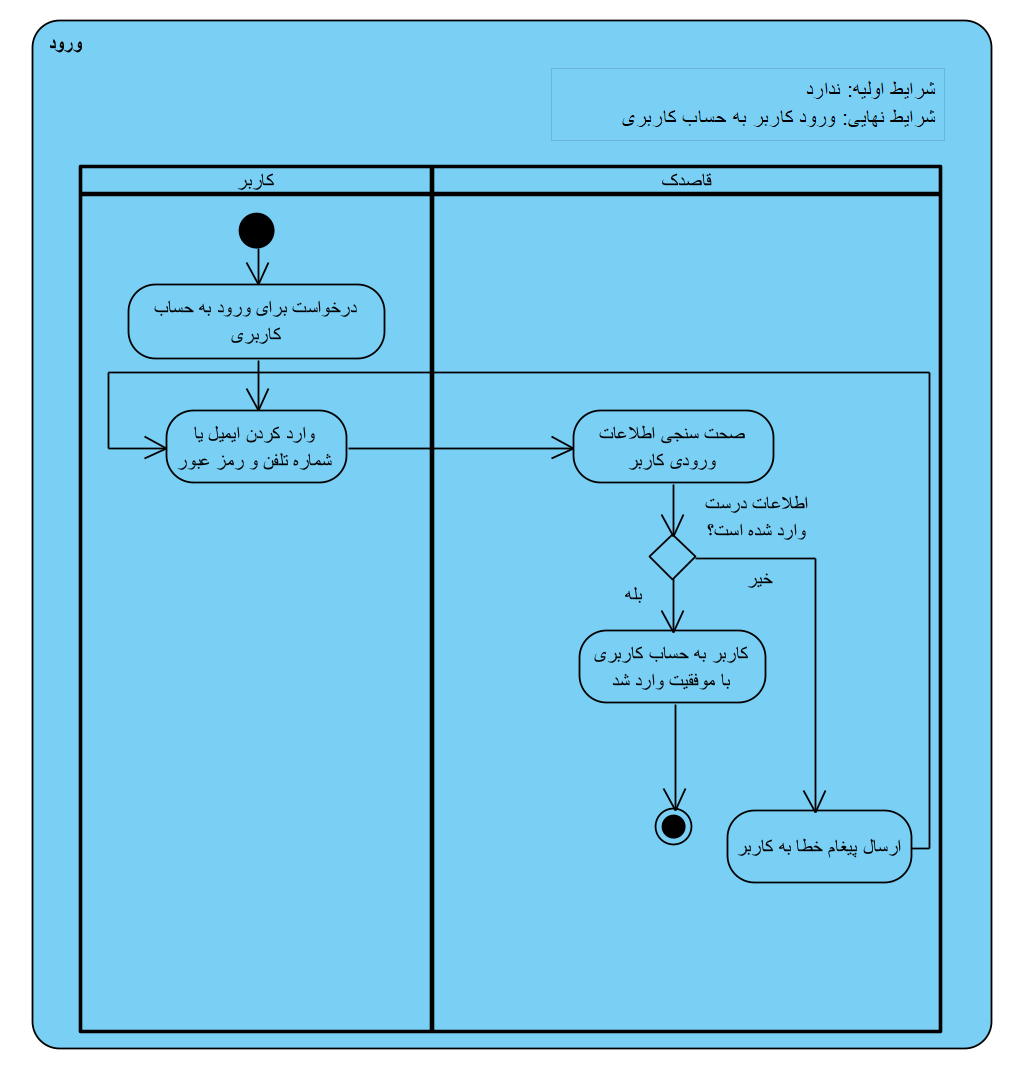 ورود
شرایط اولیه: ندارد
شرایط نهایی: ورود کاربر به حساب کاربری
کاربر
قاصدک
درخواست برای ورود به حساب
کاربری
وارد کردن ایمیل یا
شماره تلفن و رمز عبور
صحت سنجی اطلاعات
ورودی کاربر
اطلاعات درست
وارد شده است؟
خیر
بله
کاربر به حساب کاربری
با موفقیت وارد شد
ارسال پیغام خطا به کاربر